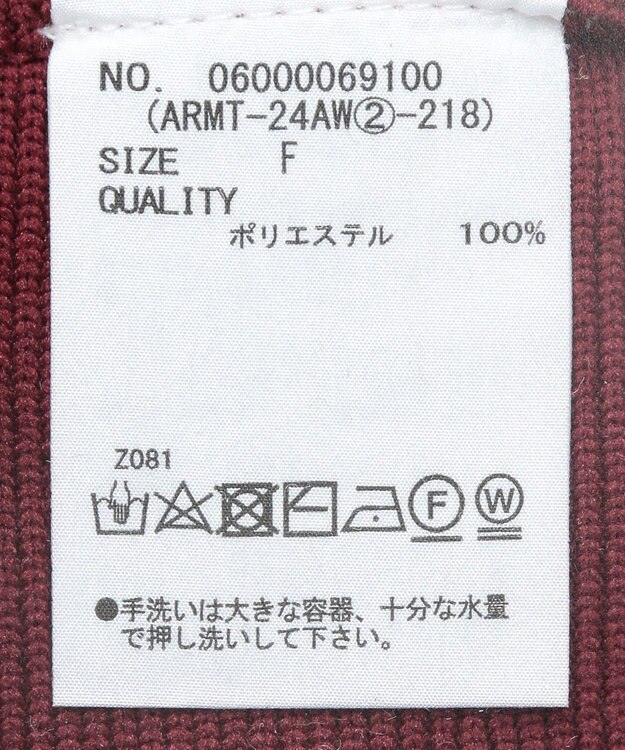 NO. 06000069100
(ARMT-24AW②-218)
SIZE F
QUALITY
ポリエステル 100%
Z081
F W
●手洗いは大きな容器、十分な水量
で押し洗いして下さい。